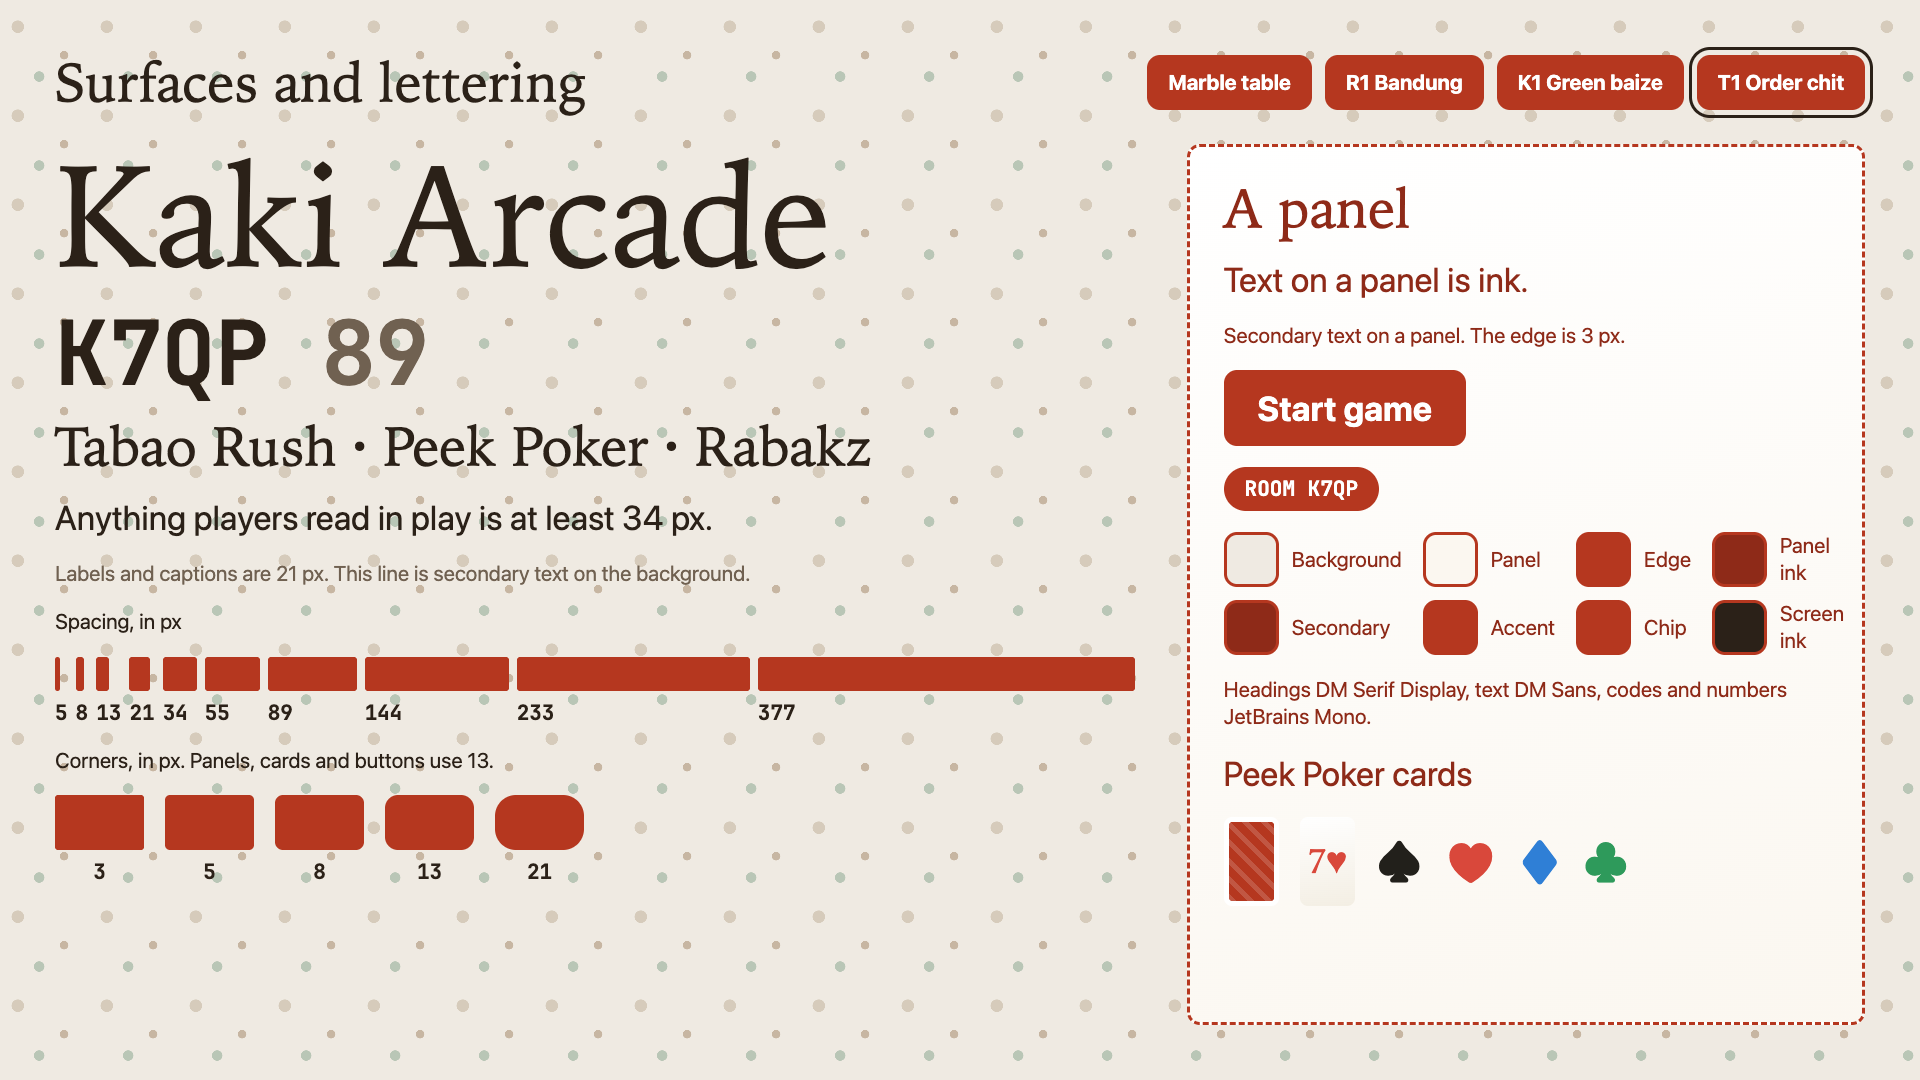 Surfaces and lettering
Marble table
R1 Bandung
K1 Green baize
T1 Order chit
Kaki Arcade
K7QP 89
Tabao Rush · Peek Poker · Rabakz
Anything players read in play is at least 34 px.
Labels and captions are 21 px. This line is secondary text on the background.
Spacing, in px
5 8 13 21 34 55 89 144 233 377
Corners, in px. Panels, cards and buttons use 13.
3 5 8 13 21
A panel
Text on a panel is ink.
Secondary text on a panel. The edge is 3 px.
Start game
ROOM K7QP
Background
Panel
Edge
Panel
ink
Secondary
Accent
Chip
Screen
ink
Headings DM Serif Display, text DM Sans, codes and numbers
JetBrains Mono.
Peek Poker cards
7♥